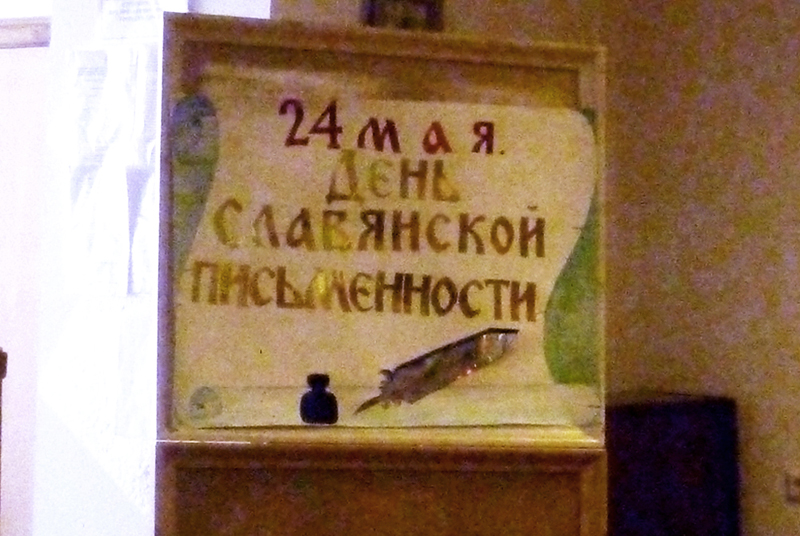 24 мая.
День
Славянской
письменности